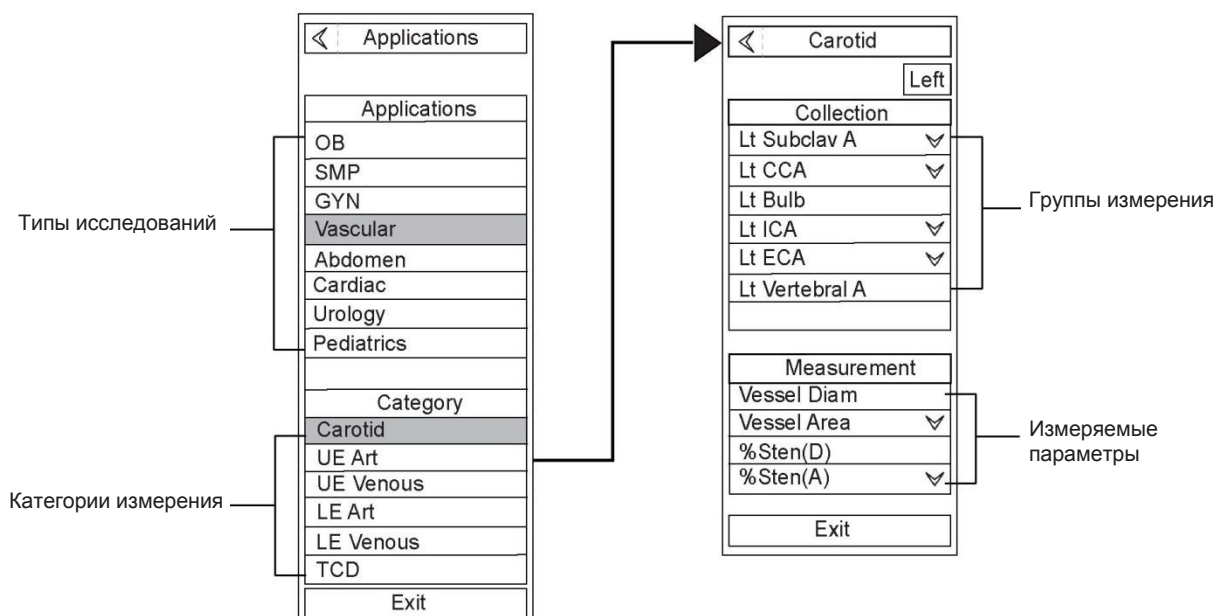 Applications
Applications
OB
SMP
GYN
Vascular
Abdomen
Cardiac
Urology
Pediatrics
Category
Carotid
UE Art
UE Venous
LE Art
LE Venous
TCD
Exit
Типы исследований
Категории измерения
Carotid
Left
Collection
Lt Subclav A
Lt CCA
Lt Bulb
Lt ICA
Lt ECA
Lt Vertebral A
Measurement
Vessel Diam
Vessel Area
%Sten(D)
%Sten(A)
Exit
Группы измерения
Измеряемые
параметры